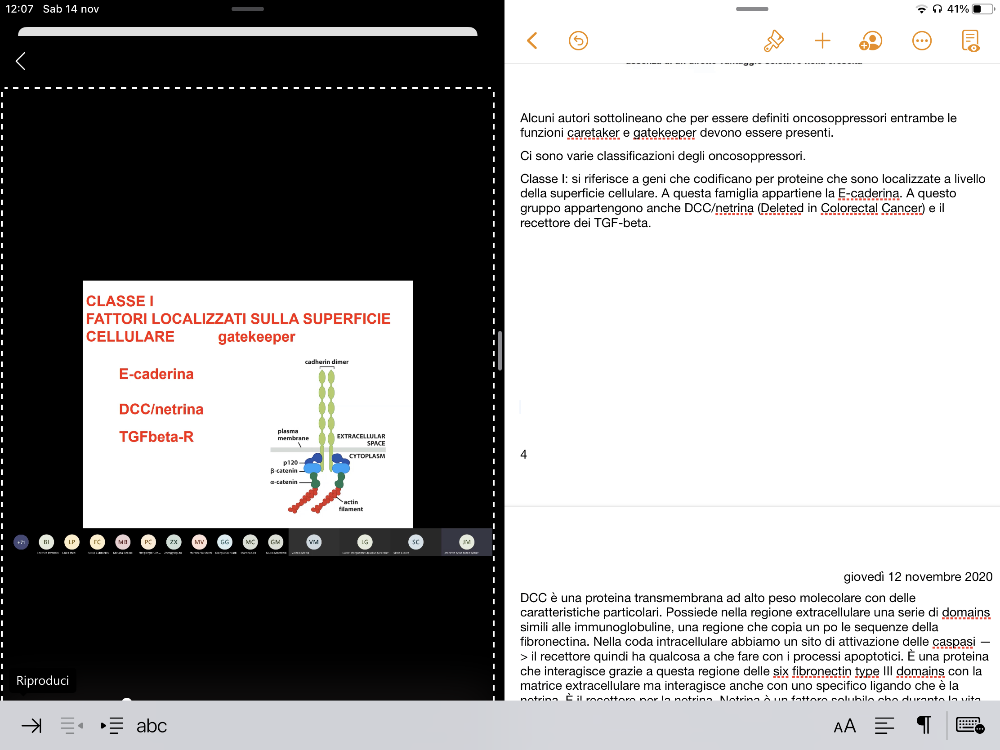 12:07 Sab 14 nov
41%
CLASSE I
FATTORI LOCALIZZATI SULLA SUPERFICIE
CELLULARE gatekeeper
E-caderina
DCC/netrina
TGFbeta-R
cadherin dimer
plasma
membrane
EXTRACELLULAR
SPACE
CYTOPLASM
p120
β-catenin
α-catenin
actin
filament
+71 BI LP FC MB PC ZX MV GG MC GM VM LG SC JM
Beatrice Invernici Laura Pizzi Fabio Cubranich Miriana Belloni Piergiorgio Can... Zhengying Xu Martina Valsecchi Giorgia Giancarli Martina Cea Giulia Mazzitelli Valeria Motta Lucile Marguerite Claudius Girardier Silvia Ciocca Jeanette Anne Marie Maier
Riproduci
abc
assenza di un diretto vantaggio selettivo nella crescita
Alcuni autori sottolineano che per essere definiti oncosoppressori entrambe le
funzioni caretaker e gatekeeper devono essere presenti.
Ci sono varie classificazioni degli oncosoppressori.
Classe I: si riferisce a geni che codificano per proteine che sono localizzate a livello
della superficie cellulare. A questa famiglia appartiene la E-caderina. A questo
gruppo appartengono anche DCC/netrina (Deleted in Colorectal Cancer) e il
recettore dei TGF-beta.
4
giovedì 12 novembre 2020
DCC è una proteina transmembrana ad alto peso molecolare con delle
caratteristiche particolari. Possiede nella regione extracellulare una serie di domains
simili alle immunoglobuline, una regione che copia un po le sequenze della
fibronectina. Nella coda intracellulare abbiamo un sito di attivazione delle caspasi —
> il recettore quindi ha qualcosa a che fare con i processi apoptotici. È una proteina
che interagisce grazie a questa regione delle six fibronectin type III domains con la
matrice extracellulare ma interagisce anche con uno specifico ligando che è la
netrina. È il recettore per la netrina. Netrina è un fattore solubile che durante la vita
AA